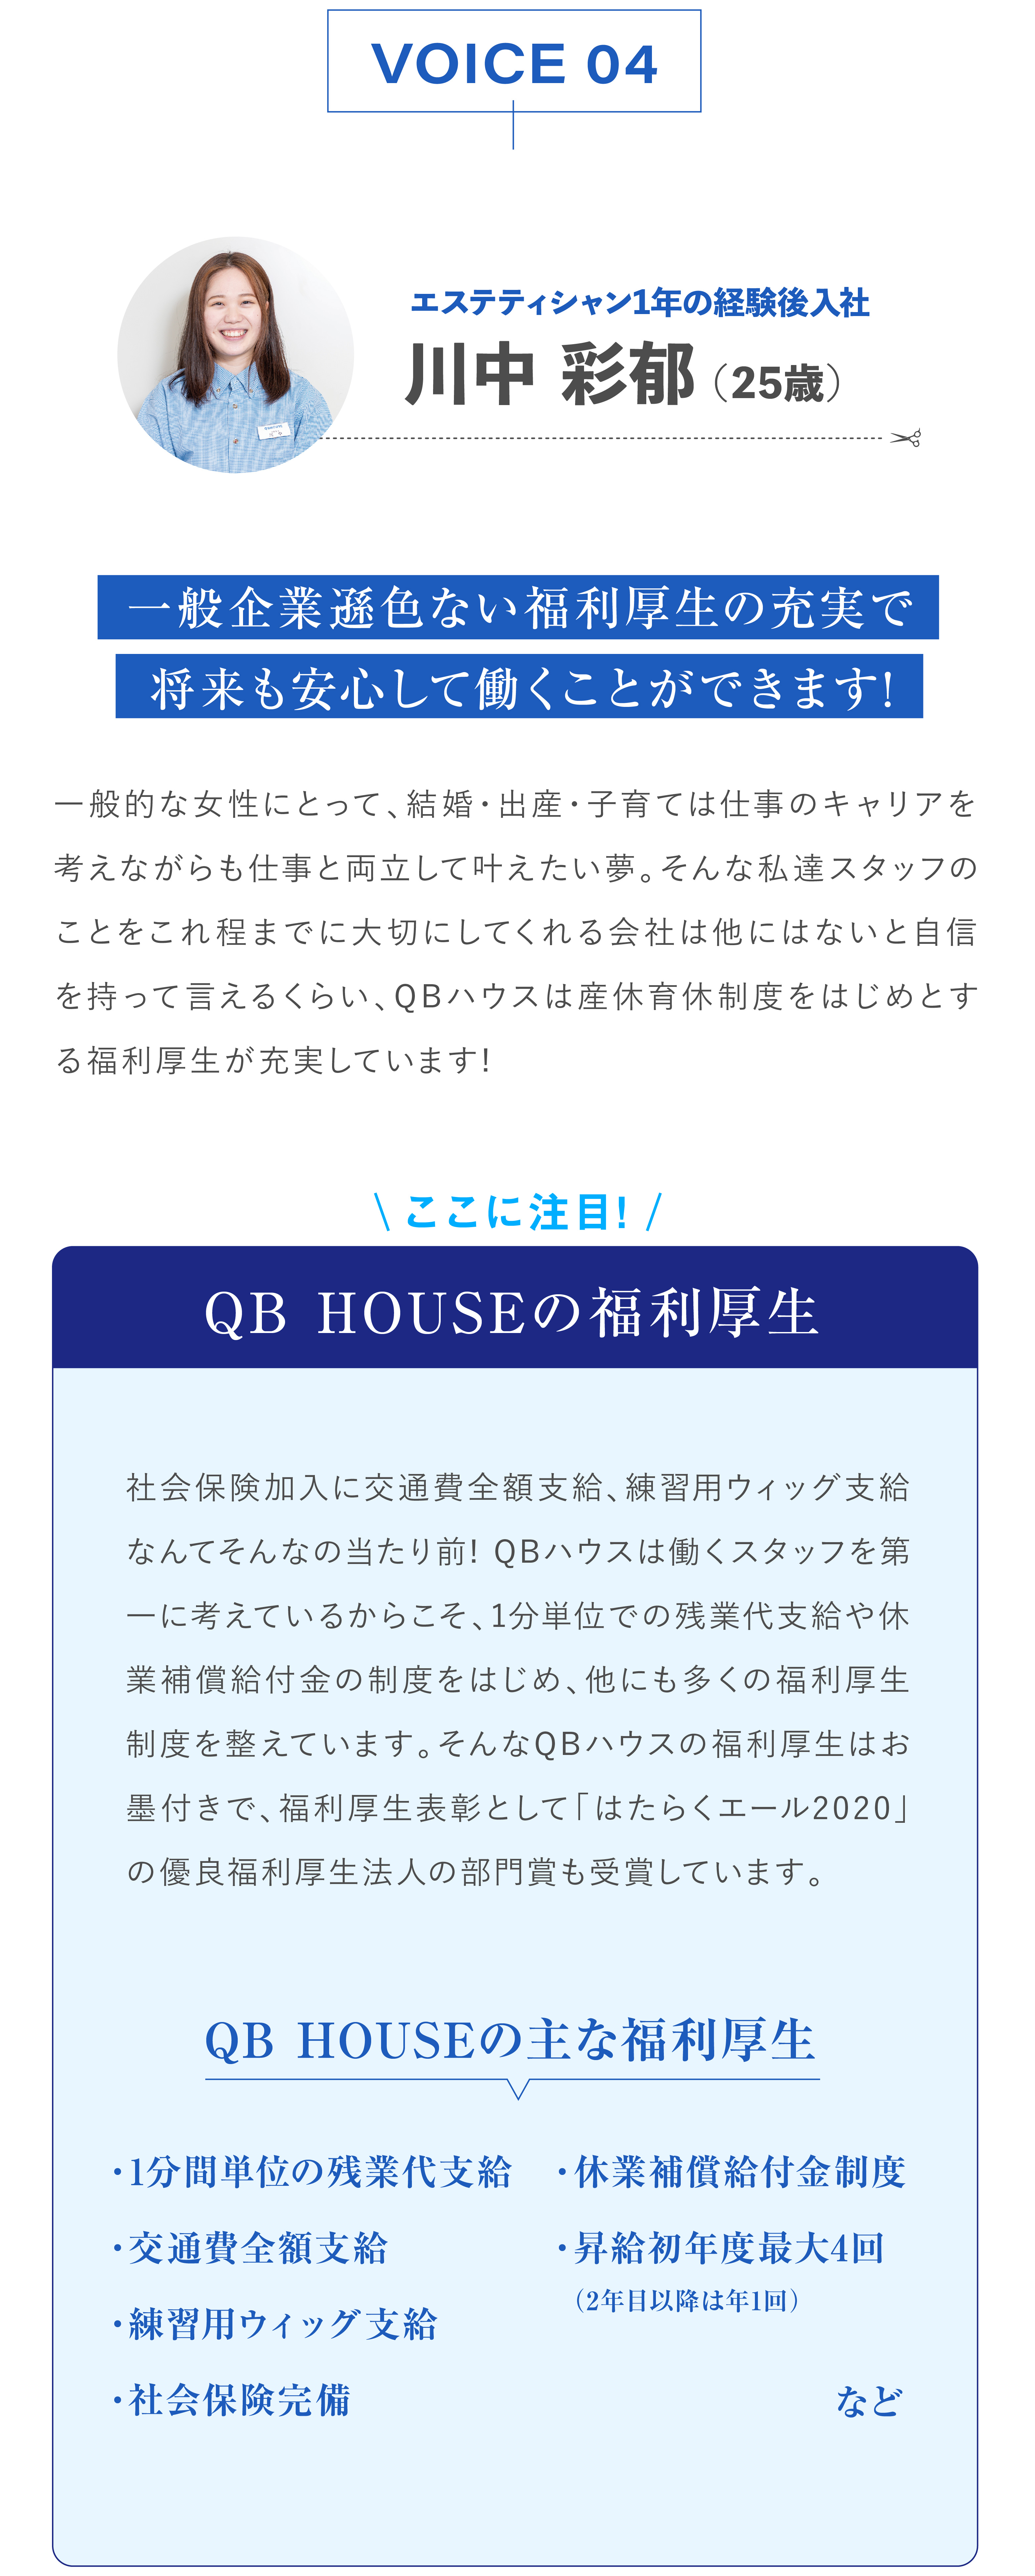 VOICE 04
エステティシャン1年の経験後入社
川中 彩郁（25歳）
一般企業遜色ない福利厚生の充実で
将来も安心して働くことができます!
一般的な女性にとって、結婚・出産・子育ては仕事のキャリアを
考えながらも仕事と両立して叶えたい夢。そんな私達スタッフの
ことをこれ程までに大切にしてくれる会社は他にはないと自信
を持って言えるくらい、QBハウスは産休育休制度をはじめとす
る福利厚生が充実しています!
\ ここに注目! /
QB HOUSEの福利厚生
社会保険加入に交通費全額支給、練習用ウィッグ支給
なんてそんなの当たり前! QBハウスは働くスタッフを第
一に考えているからこそ、1分単位での残業代支給や休
業補償給付金の制度をはじめ、他にも多くの福利厚生
制度を整えています。そんなQBハウスの福利厚生はお
墨付きで、福利厚生表彰として「はたらくエール2020」
の優良福利厚生法人の部門賞も受賞しています。
QB HOUSEの主な福利厚生
・1分間単位の残業代支給
・交通費全額支給
・練習用ウィッグ支給
・社会保険完備
・休業補償給付金制度
・昇給初年度最大4回
（2年目以降は年1回）
など